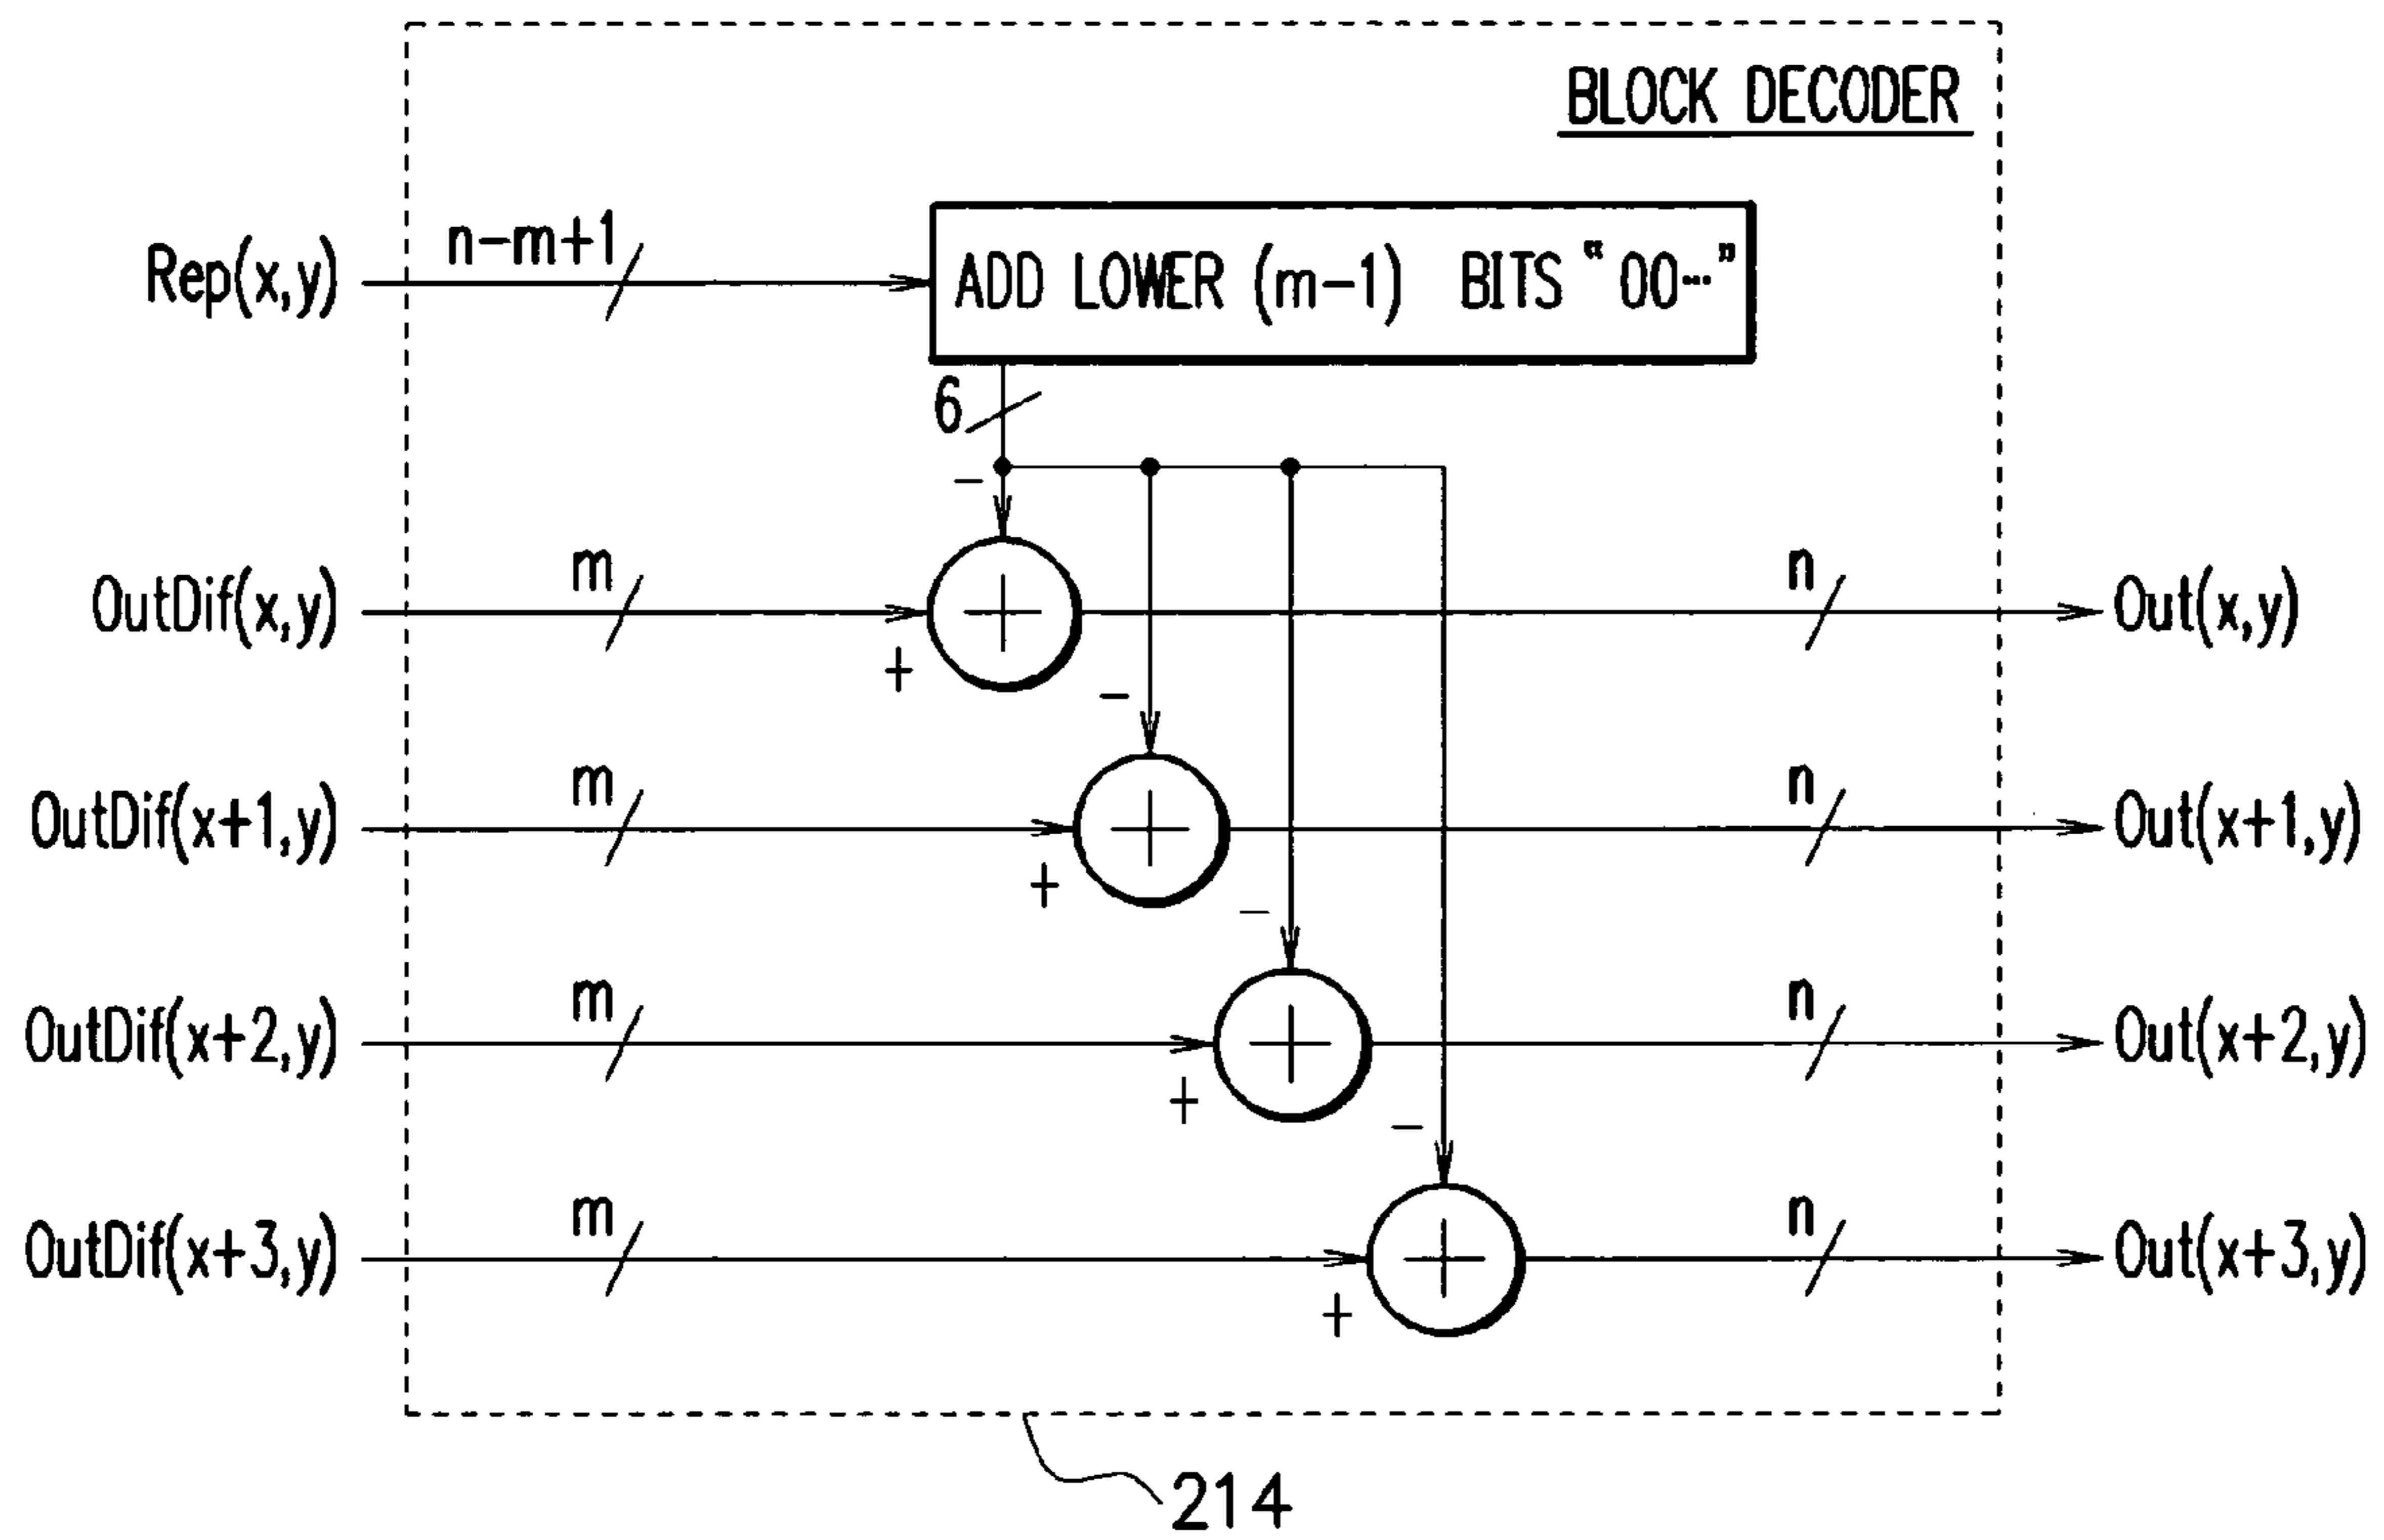 BLOCK DECODER
Rep(x,y)
n-m+1
ADD LOWER (m-1) BITS “00…”
6
-
OutDif(x,y)
m
+
n
Out(x,y)
-
OutDif(x+1,y)
m
+
n
Out(x+1,y)
-
OutDif(x+2,y)
m
+
n
Out(x+2,y)
-
OutDif(x+3,y)
m
+
n
Out(x+3,y)
214